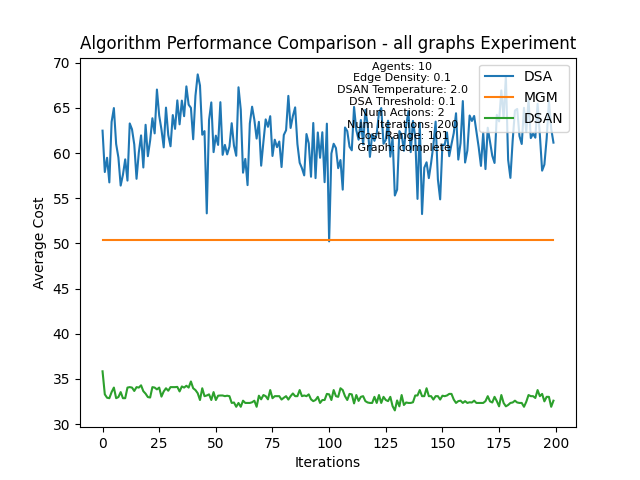 Algorithm Performance Comparison - all graphs Experiment
Agents: 10
Edge Density: 0.1
DSAN Temperature: 2.0
DSA Threshold: 0.1
Num Actions: 2
Num Iterations: 200
Cost Range: 101
Graph: complete
DSA
MGM
DSAN
Average Cost
70
65
60
55
50
45
40
35
30
0
25
50
75
100
125
150
175
200
Iterations